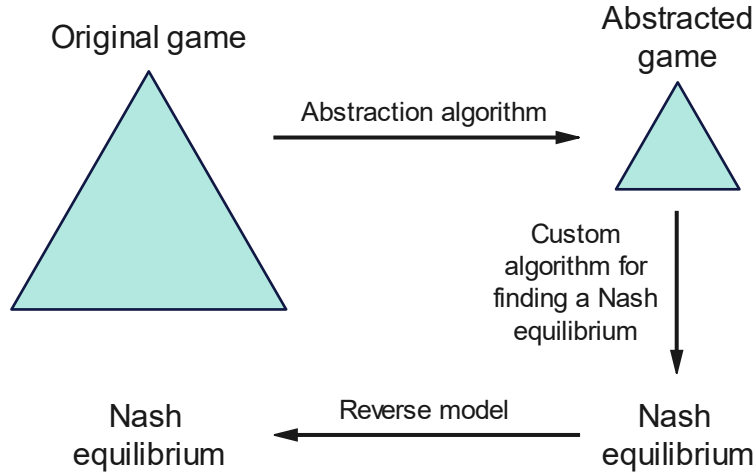 Original game
Abstracted
game
Abstraction algorithm
Custom
algorithm for
finding a Nash
equilibrium
Nash
equilibrium
Reverse model
Nash
equilibrium